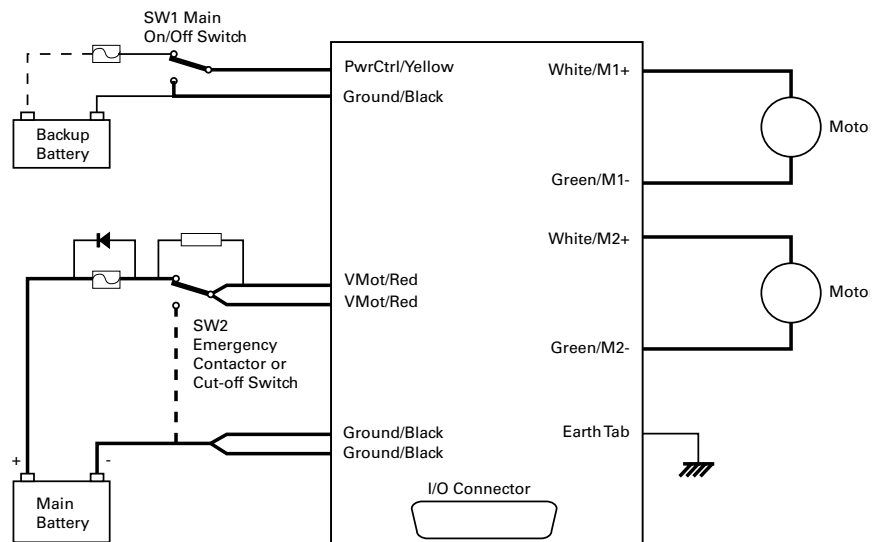 SW1 Main
On/Off Switch
PwrCtrl/Yellow
Ground/Black
Backup
Battery
White/M1+
Moto
Green/M1-
White/M2+
Moto
Green/M2-
VMot/Red
VMot/Red
SW2
Emergency
Contactor or
Cut-off Switch
Ground/Black
Ground/Black
Earth Tab
+
-
Main
Battery
I/O Connector